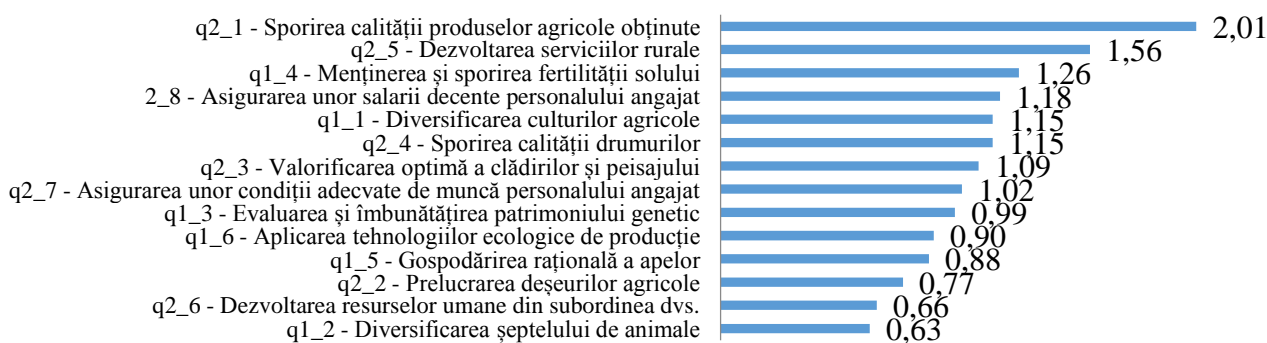 q2_1 - Sporirea calității produselor agricole obținute 2,01
q2_5 - Dezvoltarea serviciilor rurale 1,56
q1_4 - Menținerea și sporirea fertilității solului 1,26
2_8 - Asigurarea unor salarii decente personalului angajat 1,18
q1_1 - Diversificarea culturilor agricole 1,15
q2_4 - Sporirea calității drumurilor 1,15
q2_3 - Valorificarea optimă a clădirilor și peisajului 1,09
q2_7 - Asigurarea unor condiții adecvate de muncă personalului angajat 1,02
q1_3 - Evaluarea și îmbunătățirea patrimoniului genetic 0,99
q1_6 - Aplicarea tehnologiilor ecologice de producție 0,90
q1_5 - Gospodărirea rațională a apelor 0,88
q2_2 - Prelucrarea deșeurilor agricole 0,77
q2_6 - Dezvoltarea resurselor umane din subordinea dvs. 0,66
q1_2 - Diversificarea șeptelului de animale 0,63